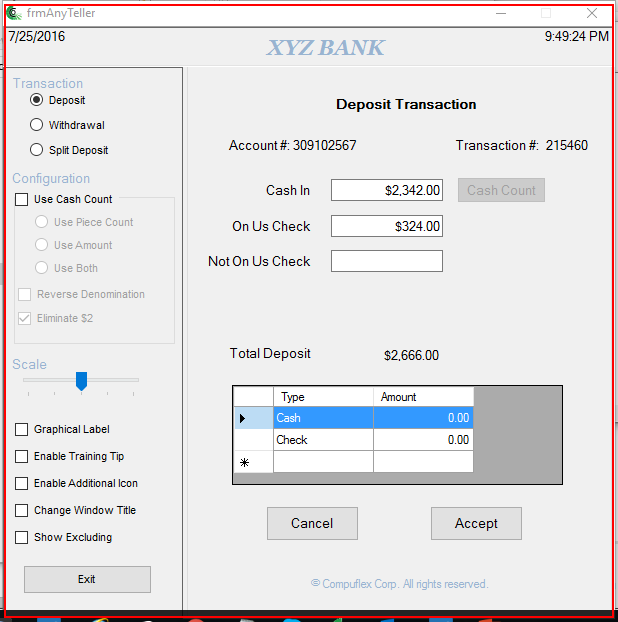 frmAnyTeller
7/25/2016
XYZ BANK
9:49:24 PM
Transaction
Deposit
Withdrawal
Split Deposit
Configuration
Use Cash Count
Use Piece Count
Use Amount
Use Both
Reverse Denomination
Eliminate $2
Scale
Graphical Label
Enable Training Tip
Enable Additional Icon
Change Window Title
Show Excluding
Exit
Deposit Transaction
Account #: 309102567 Transaction #: 215460
Cash In $2,342.00 Cash Count
On Us Check $324.00
Not On Us Check
Total Deposit $2,666.00
Type Amount
Cash 0.00
Check 0.00
Cancel Accept
© Compuflex Corp. All rights reserved.